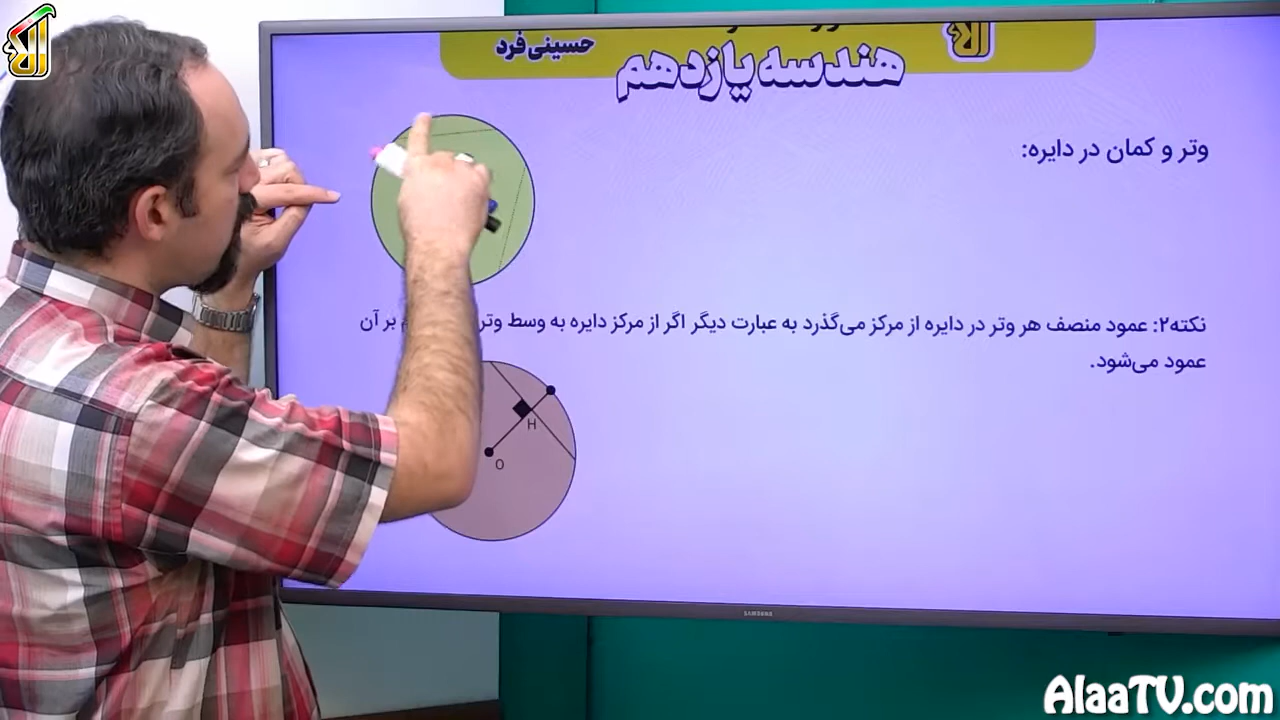 حسینی فرد
هندسه یازدهم
وتر و کمان در دایره:
نکته۲: عمود منصف هر وتر در دایره از مرکز می‌گذرد به عبارت دیگر اگر از مرکز دایره به وسط وتر بر آن
عمود می‌شود.
H
O
SAMSUNG
AlaaTV.com